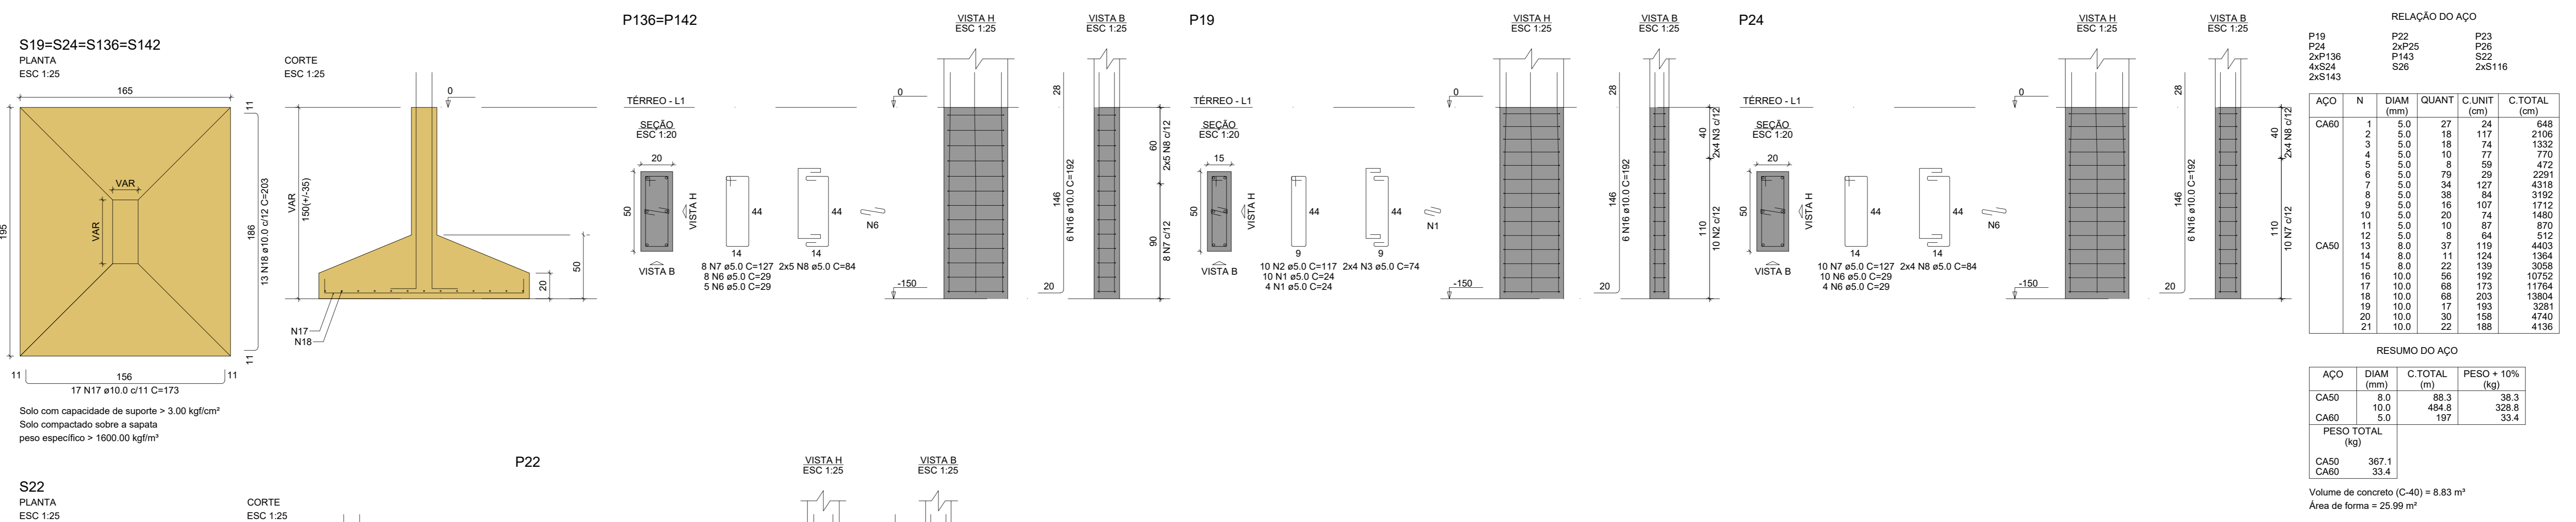 S19=S24=S136=S142
PLANTA
ESC 1:25
165
11
195
VAR
VAR
186
13 N18 ø10.0 c/12 C=203
11
11
156
11
17 N17 ø10.0 c/11 C=173
Solo com capacidade de suporte > 3.00 kgf/cm²
Solo compactado sobre a sapata
peso específico > 1600.00 kgf/m³
CORTE
ESC 1:25
0
VAR
150(+/-35)
50
20
N17
N18
P136=P142
TÉRREO - L1
SEÇÃO
ESC 1:20
20
50
VISTA H
VISTA B
44
14
44
14
N6
8 N7 ø5.0 C=127
2x5 N8 ø5.0 C=84
8 N6 ø5.0 C=29
5 N6 ø5.0 C=29
VISTA H
ESC 1:25
0
-150
VISTA B
ESC 1:25
28
146
6 N16 ø10.0 C=192
20
60
2x5 N8 c/12
90
8 N7 c/12
P19
TÉRREO - L1
SEÇÃO
ESC 1:20
15
50
VISTA H
VISTA B
44
9
44
9
N1
10 N2 ø5.0 C=117
2x4 N3 ø5.0 C=74
10 N1 ø5.0 C=24
4 N1 ø5.0 C=24
VISTA H
ESC 1:25
0
-150
VISTA B
ESC 1:25
28
146
6 N16 ø10.0 C=192
20
40
2x4 N3 c/12
110
10 N2 c/12
P24
TÉRREO - L1
SEÇÃO
ESC 1:20
20
50
VISTA H
VISTA B
44
14
44
14
N6
10 N7 ø5.0 C=127
2x4 N8 ø5.0 C=84
10 N6 ø5.0 C=29
4 N6 ø5.0 C=29
VISTA H
ESC 1:25
0
-150
VISTA B
ESC 1:25
28
146
6 N16 ø10.0 C=192
20
40
2x4 N8 c/12
110
10 N7 c/12
RELAÇÃO DO AÇO
P19 P22 P23
P24 2xP25 P26
2xP136 P143 S22
4xS24 S26 2xS116
2xS143
AÇO N DIAM QUANT C.UNIT C.TOTAL
(mm) (cm) (cm)
CA60 1 5.0 27 24 648
2 5.0 18 117 2106
3 5.0 18 74 1332
4 5.0 10 77 770
5 5.0 8 59 472
6 5.0 79 29 2291
7 5.0 34 127 4318
8 5.0 38 84 3192
9 5.0 16 107 1712
10 5.0 20 74 1480
11 5.0 10 87 870
12 5.0 8 64 512
CA50 13 8.0 37 119 4403
14 8.0 11 124 1364
15 8.0 22 139 3058
16 10.0 56 192 10752
17 10.0 68 173 11764
18 10.0 68 203 13804
19 10.0 17 193 3281
20 10.0 30 158 4740
21 10.0 22 188 4136
RESUMO DO AÇO
AÇO DIAM C.TOTAL PESO + 10%
(mm) (m) (kg)
CA50 8.0 88.3 38.3
10.0 484.8 328.8
CA60 5.0 197 33.4
PESO TOTAL
(kg)
CA50 367.1
CA60 33.4
Volume de concreto (C-40) = 8.83 m³
Área de forma = 25.99 m²
S22
PLANTA
ESC 1:25
CORTE
ESC 1:25
P22
VISTA H
ESC 1:25
VISTA B
ESC 1:25